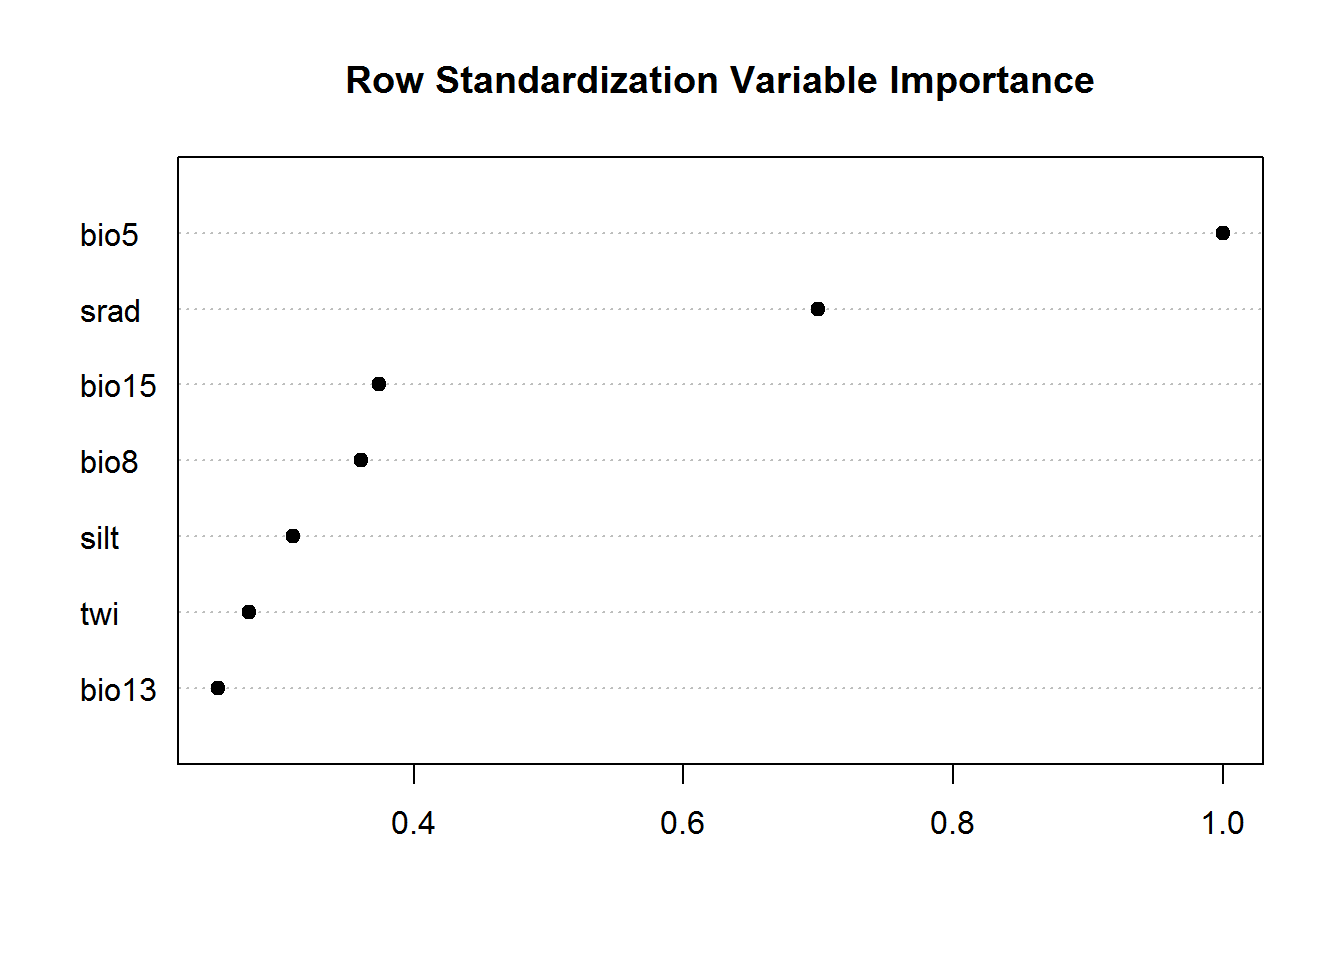 Row Standardization Variable Importance
bio5
srad
bio15
bio8
silt
twi
bio13
0.4 0.6 0.8 1.0